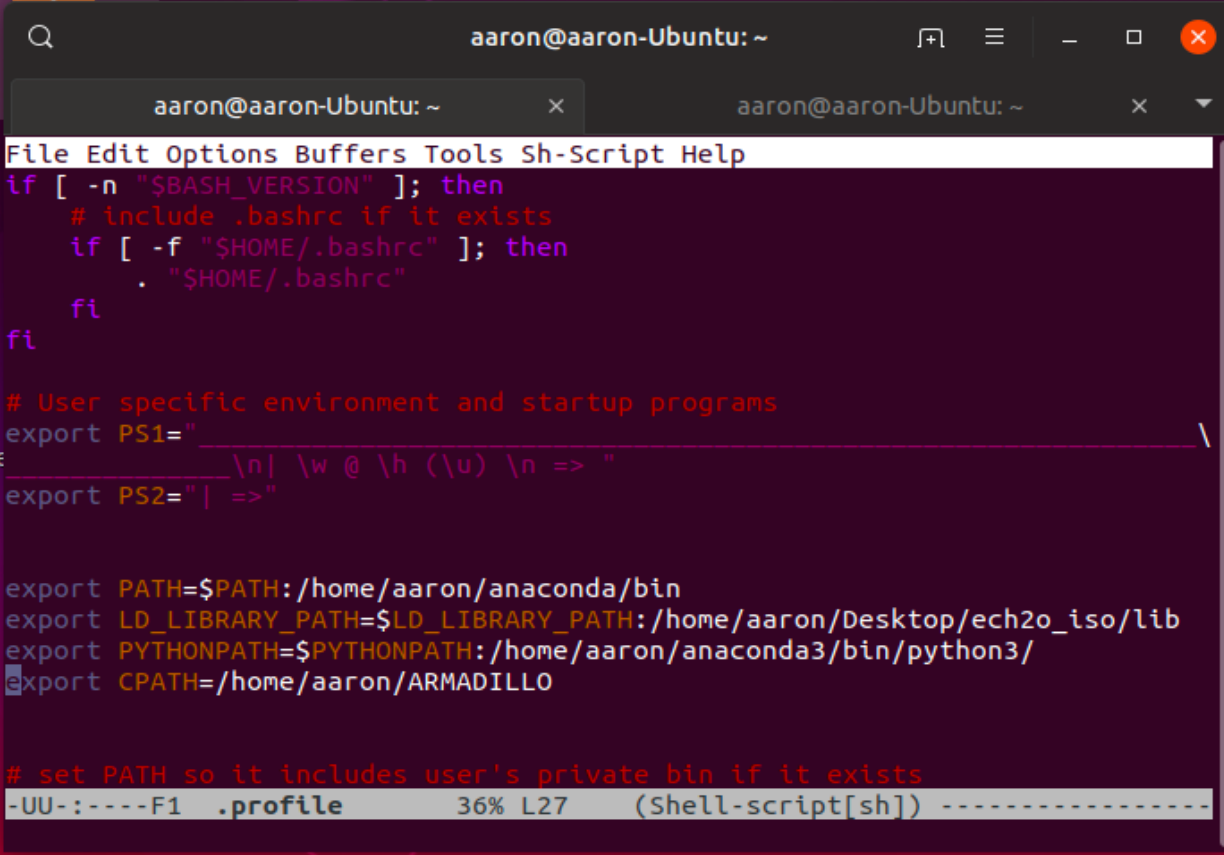 aaron@aaron-Ubuntu: ~
aaron@aaron-Ubuntu: ~
aaron@aaron-Ubuntu: ~
File Edit Options Buffers Tools Sh-Script Help
if [ -n "$BASH_VERSION" ]; then
# include .bashrc if it exists
if [ -f "$HOME/.bashrc" ]; then
. "$HOME/.bashrc"
fi
fi
# User specific environment and startup programs
export PS1="______________________________________________________________\
______________\n| \w @ \h (\u) \n => "
export PS2="| =>"
export PATH=$PATH:/home/aaron/anaconda/bin
export LD_LIBRARY_PATH=$LD_LIBRARY_PATH:/home/aaron/Desktop/ech2o_iso/lib
export PYTHONPATH=$PYTHONPATH:/home/aaron/anaconda3/bin/python3/
export CPATH=/home/aaron/ARMADILLO
# set PATH so it includes user's private bin if it exists
-UU-:----F1 .profile 36% L27 (Shell-script[sh]) -----------------